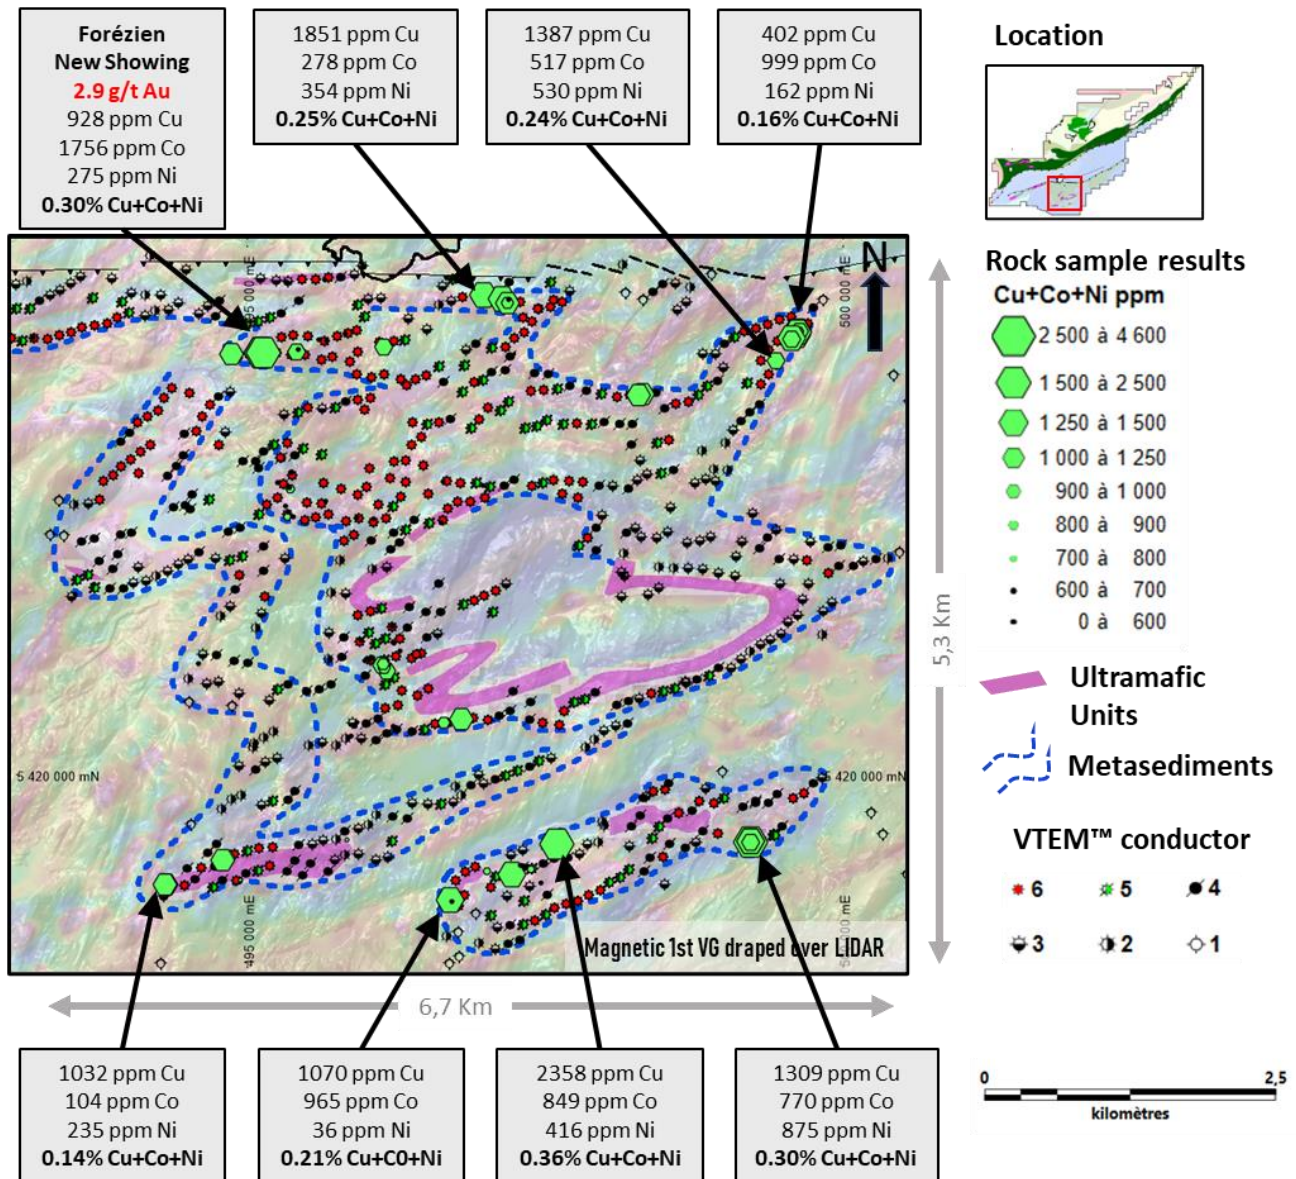 Forézien
New Showing
2.9 g/t Au
928 ppm Cu
1756 ppm Co
275 ppm Ni
0.30% Cu+Co+Ni
1851 ppm Cu
278 ppm Co
354 ppm Ni
0.25% Cu+Co+Ni
1387 ppm Cu
517 ppm Co
530 ppm Ni
0.24% Cu+Co+Ni
402 ppm Cu
999 ppm Co
162 ppm Ni
0.16% Cu+Co+Ni
Location
N
500 000 mE
5 420 000 mN
5 420 000 mN
495 000 mE
Magnetic 1st VG draped over LIDAR
5,3 Km
6,7 Km
Rock sample results
Cu+Co+Ni ppm
2 500 à 4 600
1 500 à 2 500
1 250 à 1 500
1 000 à 1 250
900 à 1 000
800 à 900
700 à 800
600 à 700
0 à 600
Ultramafic
Units
Metasediments
VTEM™ conductor
6 5 4
3 2 1
1032 ppm Cu
104 ppm Co
235 ppm Ni
0.14% Cu+Co+Ni
1070 ppm Cu
965 ppm Co
36 ppm Ni
0.21% Cu+C0+Ni
2358 ppm Cu
849 ppm Co
416 ppm Ni
0.36% Cu+Co+Ni
1309 ppm Cu
770 ppm Co
875 ppm Ni
0.30% Cu+Co+Ni
0 2,5
kilomètres